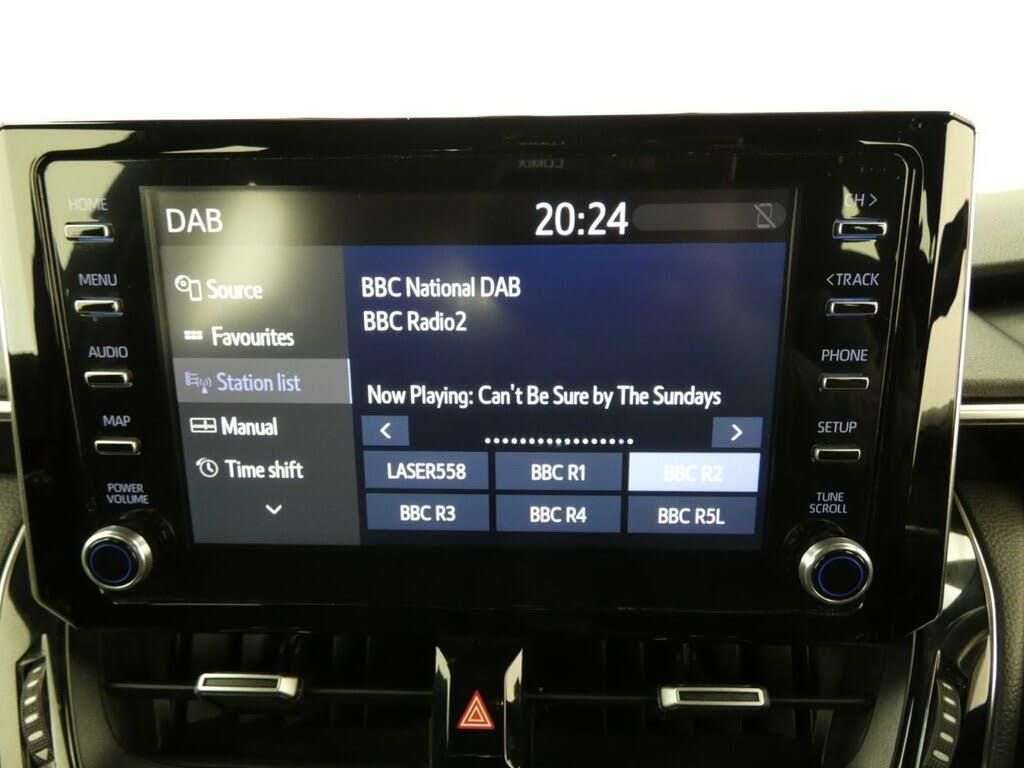 HOME
MENU
AUDIO
MAP
POWER
VOLUME
DAB
20:24
Source
Favourites
Station list
Manual
Time shift
BBC National DAB
BBC Radio2
Now Playing: Can't Be Sure by The Sundays
< >
LASER558 BBC R1 BBC R2
BBC R3 BBC R4 BBC R5L
CH >
< TRACK
PHONE
SETUP
TUNE
SCROLL